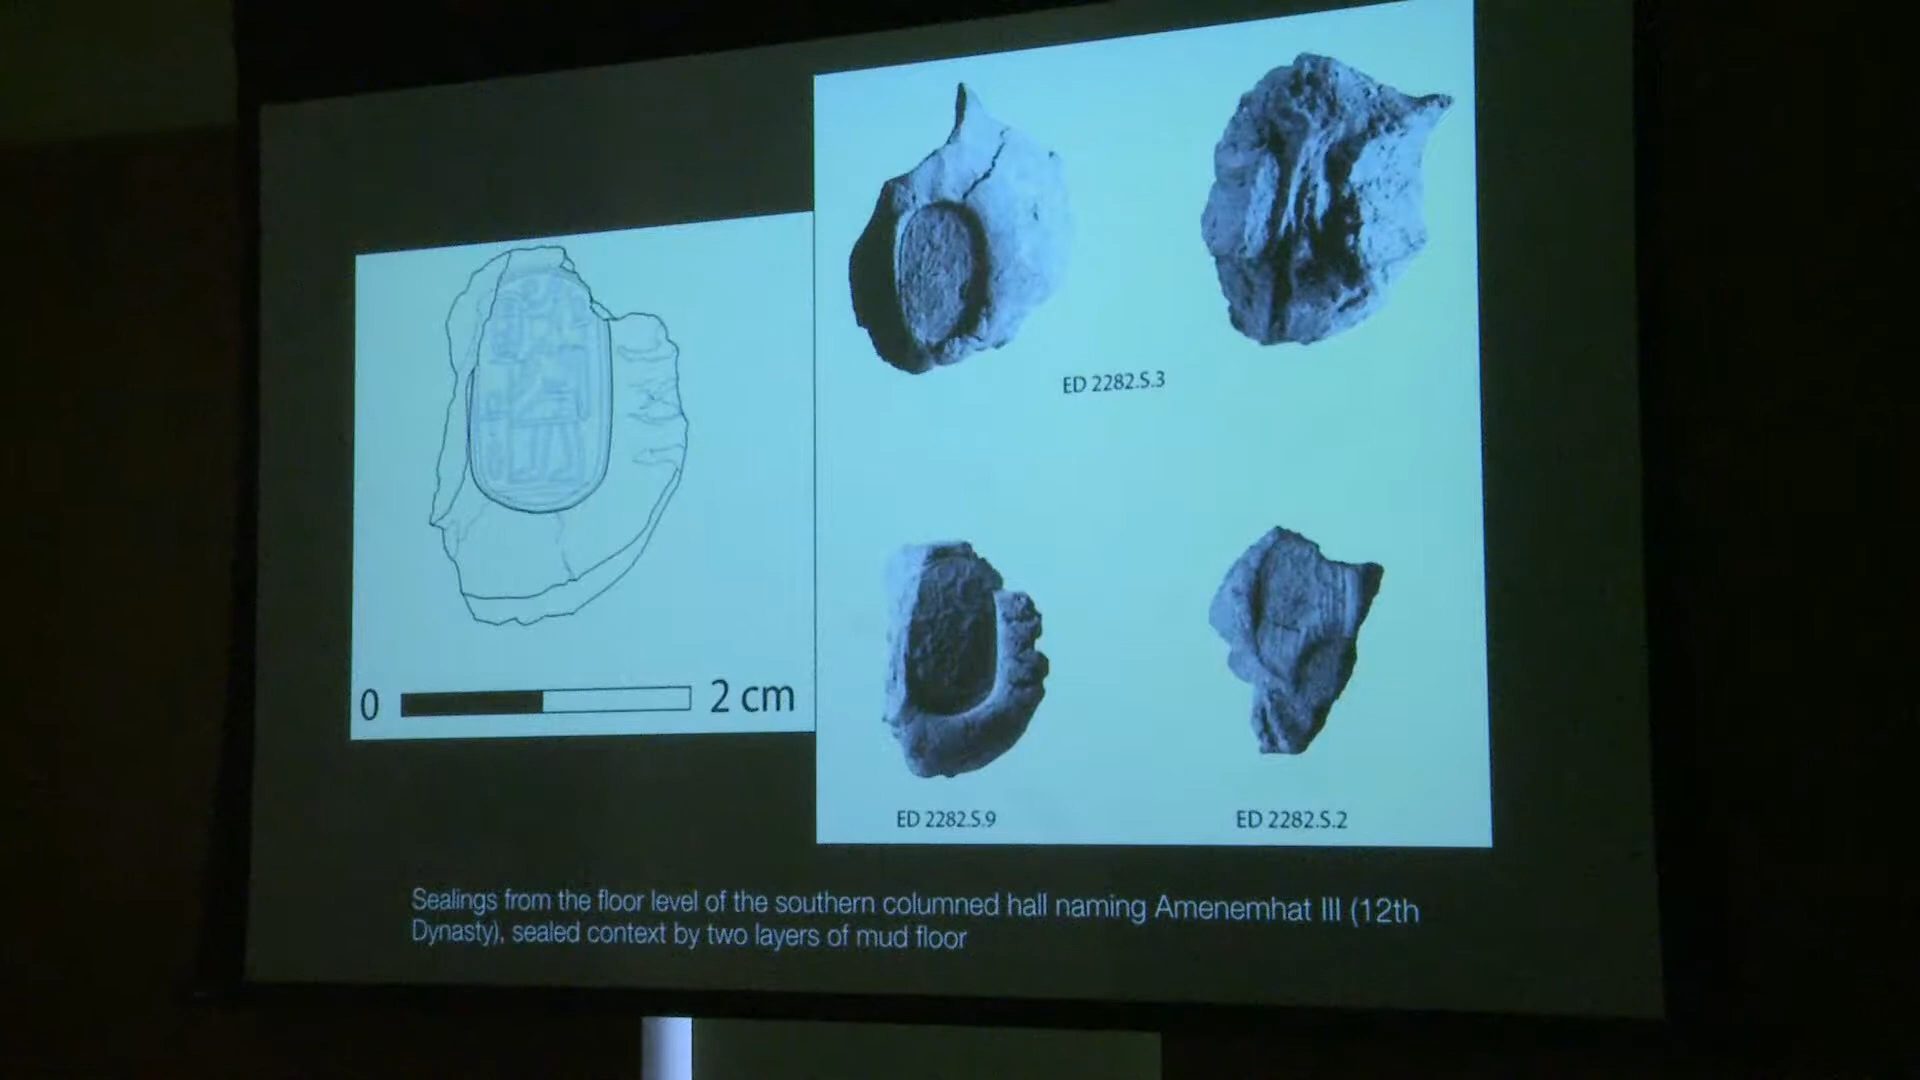 0 2 cm
ED 2282.S.3
ED 2282.S.9
ED 2282.S.2
Sealings from the floor level of the southern columned hall naming Amenemhat III (12th
Dynasty), sealed context by two layers of mud floor